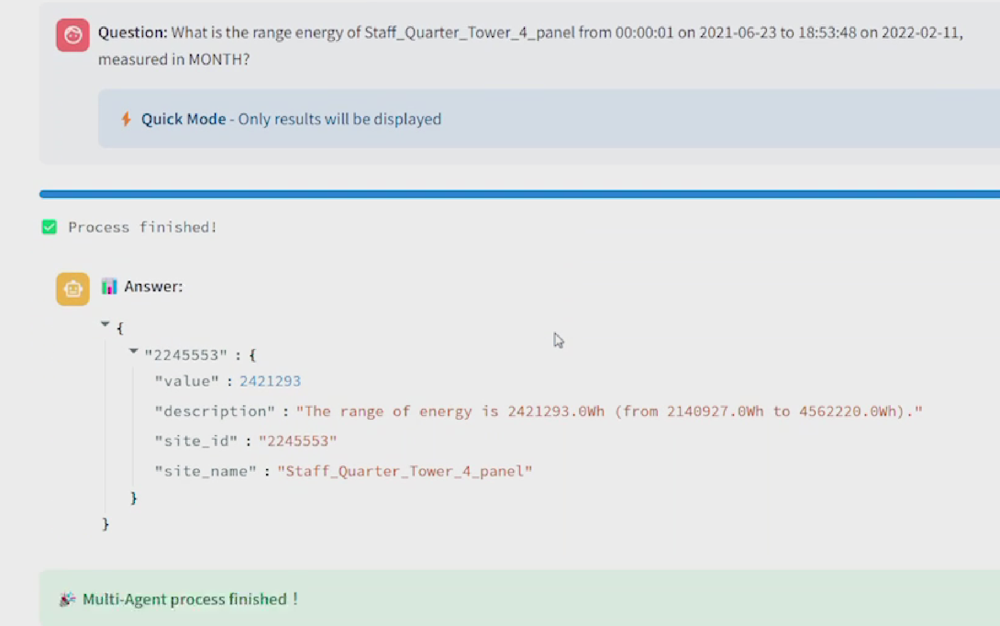 Question: What is the range energy of Staff_Quarter_Tower_4_panel from 00:00:01 on 2021-06-23 to 18:53:48 on 2022-02-11,
measured in MONTH?
Quick Mode - Only results will be displayed
Process finished!
Answer:
{
"2245553" : {
"value" : 2421293
"description" : "The range of energy is 2421293.0Wh (from 2140927.0Wh to 4562220.0Wh)."
"site_id" : "2245553"
"site_name" : "Staff_Quarter_Tower_4_panel"
}
}
Multi-Agent process finished！